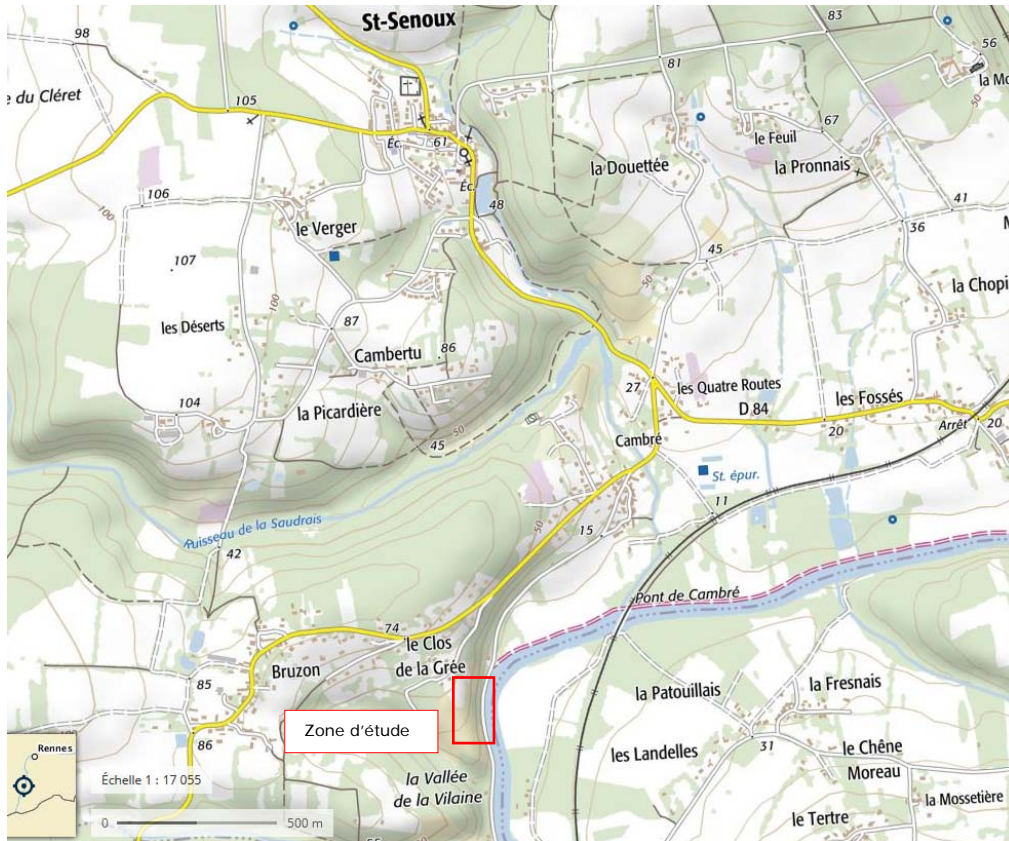 St-Senoux
98
83
56
la Mo
e du Cléret
105
81
Éc.
61
le Feuil
67
la Pronnais
la Douettée
Éc.
48
106
100
41
le Verger
45
36
M
107
50
100
la Chopi
les Déserts
87
Cambertu
86
27
les Quatre Routes
D 84
les Fossés
104
la Picardière
50
45
Cambré
20
Arrêt
20
St. épur.
50
11
Ruisseau de la Saudrais
15
42
Pont de Cambré
74
le Clos
de la Grée
Bruzon
85
la Patouillais
la Fresnais
Zone d'étude
86
31
les Landelles
le Chêne
Moreau
Rennes
Échelle 1 : 17 055
la Vallée
de la Vilaine
la Mossetière
0
500 m
le Tertre